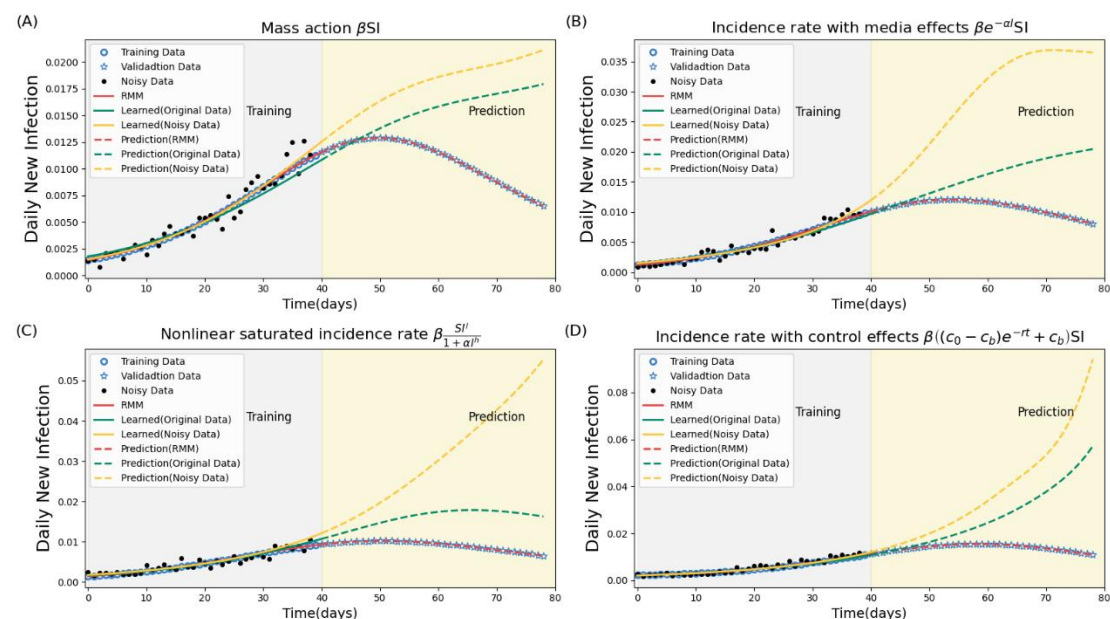 (A)
Mass action βSI
Training Data
Validadtion Data
Noisy Data
RMM
Learned(Original Data)
Learned(Noisy Data)
Prediction(RMM)
Prediction(Original Data)
Prediction(Noisy Data)
Training
Prediction
Daily New Infection
0.0200
0.0175
0.0150
0.0125
0.0100
0.0075
0.0050
0.0025
0.0000
0 10 20 30 40 50 60 70 80
Time(days)
(B)
Incidence rate with media effects βe^{-αI}SI
Training Data
Validadtion Data
Noisy Data
RMM
Learned(Original Data)
Learned(Noisy Data)
Prediction(RMM)
Prediction(Original Data)
Prediction(Noisy Data)
Training
Prediction
Daily New Infection
0.035
0.030
0.025
0.020
0.015
0.010
0.005
0.000
0 10 20 30 40 50 60 70 80
Time(days)
(C)
Nonlinear saturated incidence rate β\frac{SI^l}{1+αI^h}
Training Data
Validadtion Data
Noisy Data
RMM
Learned(Original Data)
Learned(Noisy Data)
Prediction(RMM)
Prediction(Original Data)
Prediction(Noisy Data)
Training
Prediction
Daily New Infection
0.05
0.04
0.03
0.02
0.01
0.00
0 10 20 30 40 50 60 70 80
Time(days)
(D)
Incidence rate with control effects β((c_0 − c_b)e^{-rt} + c_b)SI
Training Data
Validadtion Data
Noisy Data
RMM
Learned(Original Data)
Learned(Noisy Data)
Prediction(RMM)
Prediction(Original Data)
Prediction(Noisy Data)
Training
Prediction
Daily New Infection
0.08
0.06
0.04
0.02
0.00
0 10 20 30 40 50 60 70 80
Time(days)